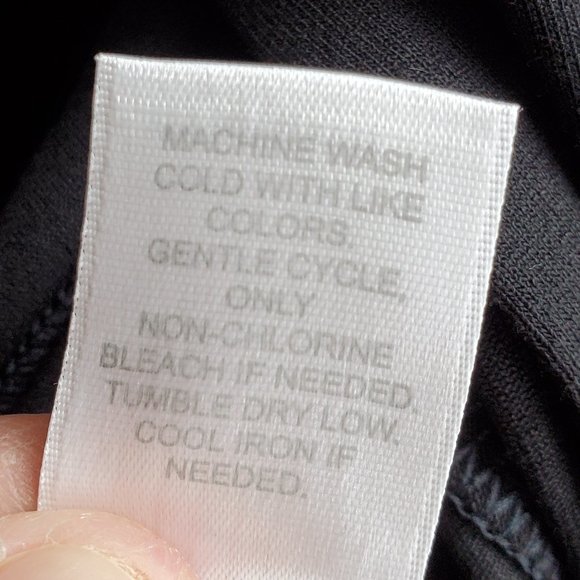 MACHINE WASH
COLD WITH LIKE
COLORS.
GENTLE CYCLE,
ONLY
NON-CHLORINE
BLEACH IF NEEDED.
TUMBLE DRY LOW.
COOL IRON IF
NEEDED.